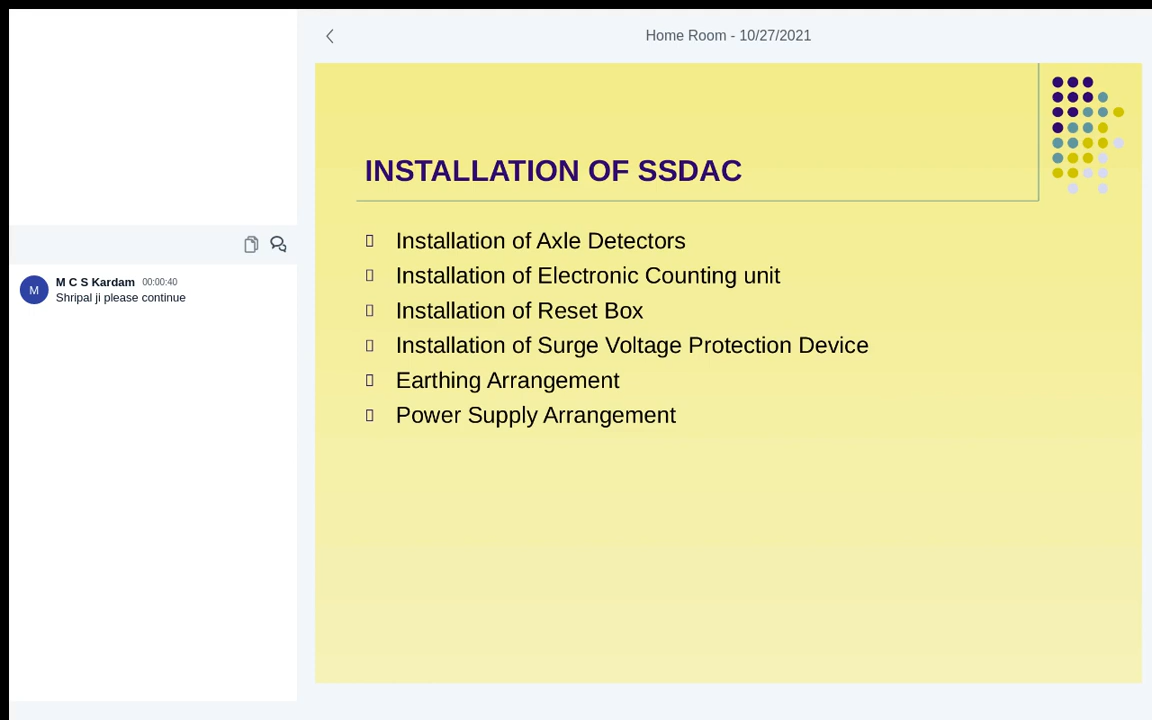 Home Room - 10/27/2021
M C S Kardam 00:00:40
Shripal ji please continue
M
INSTALLATION OF SSDAC
Installation of Axle Detectors
Installation of Electronic Counting unit
Installation of Reset Box
Installation of Surge Voltage Protection Device
Earthing Arrangement
Power Supply Arrangement